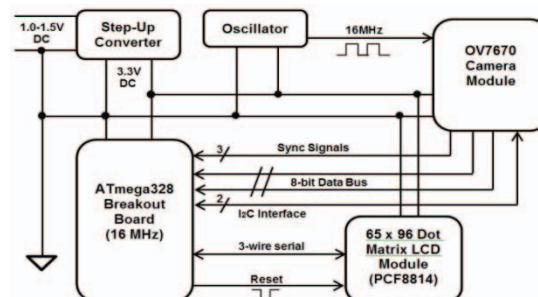 1.0-1.5V
DC
Step-Up
Converter
Oscillator
16MHz
OV7670
Camera
Module
3.3V
DC
3
Sync Signals
8-bit Data Bus
2
I2C Interface
ATmega328
Breakout
Board
(16 MHz)
3-wire serial
Reset
65 x 96 Dot
Matrix LCD
Module
(PCF8814)